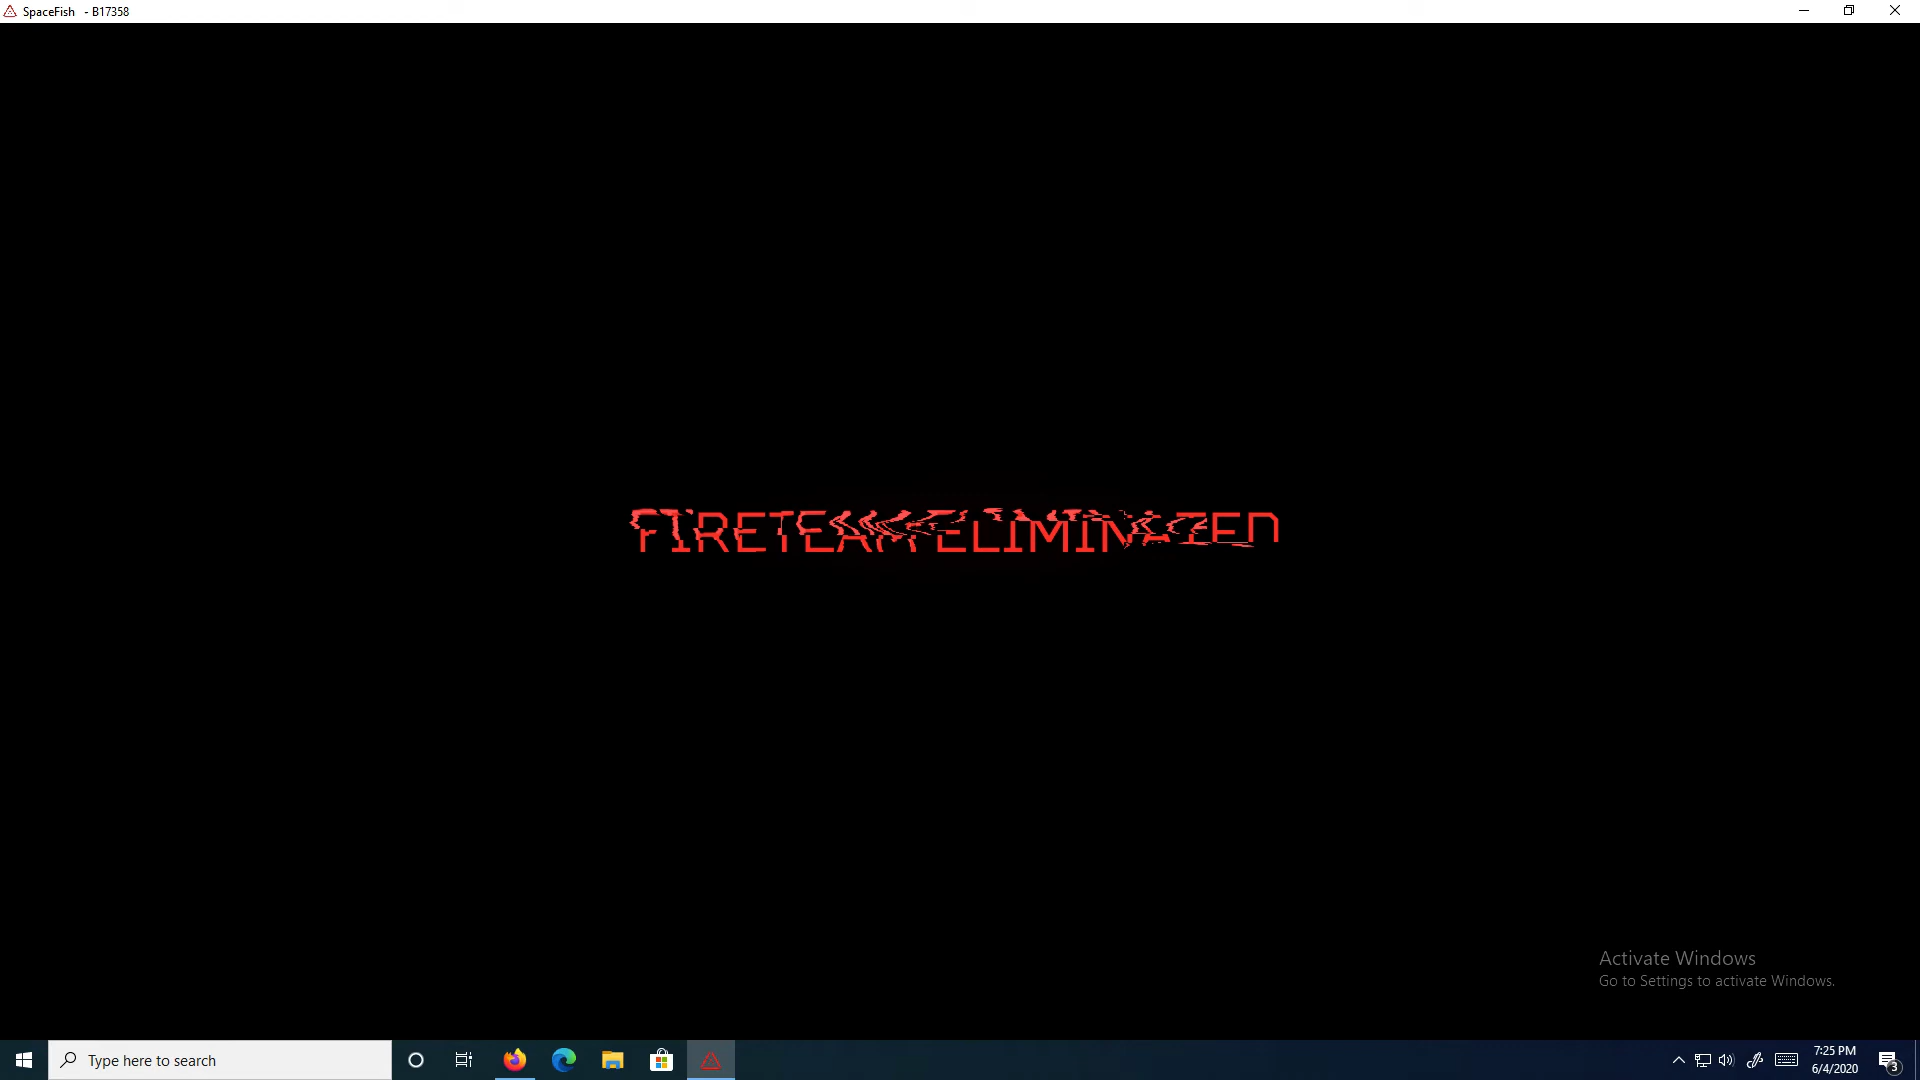 SpaceFish - B17358
FIRETEAM ELIMINATED
Activate Windows
Go to Settings to activate Windows.
Type here to search
7:25 PM
6/4/2020
3